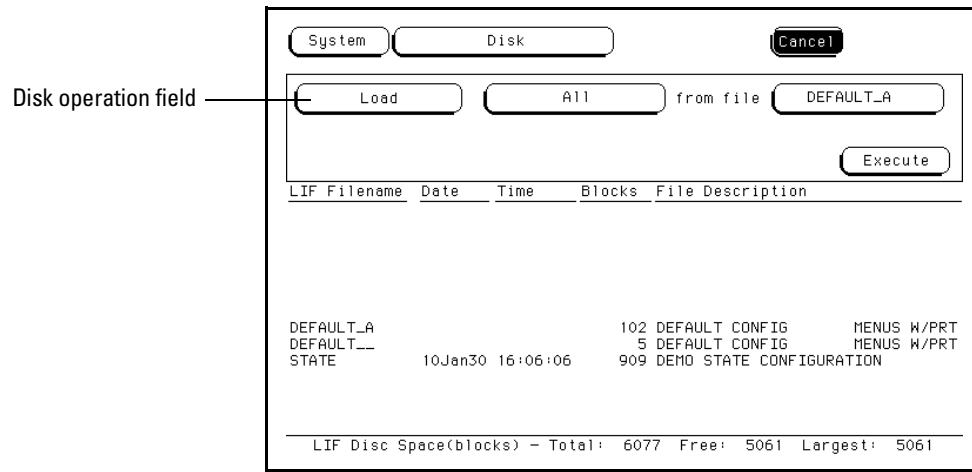 System Disk Cancel
Disk operation field
Load All from file DEFAULT_A
Execute
LIF Filename Date Time Blocks File Description
DEFAULT_A 102 DEFAULT CONFIG MENUS W/PRT
DEFAULT__ 5 DEFAULT CONFIG MENUS W/PRT
STATE 10Jan30 16:06:06 909 DEMO STATE CONFIGURATION
LIF Disc Space(blocks) - Total: 6077 Free: 5061 Largest: 5061